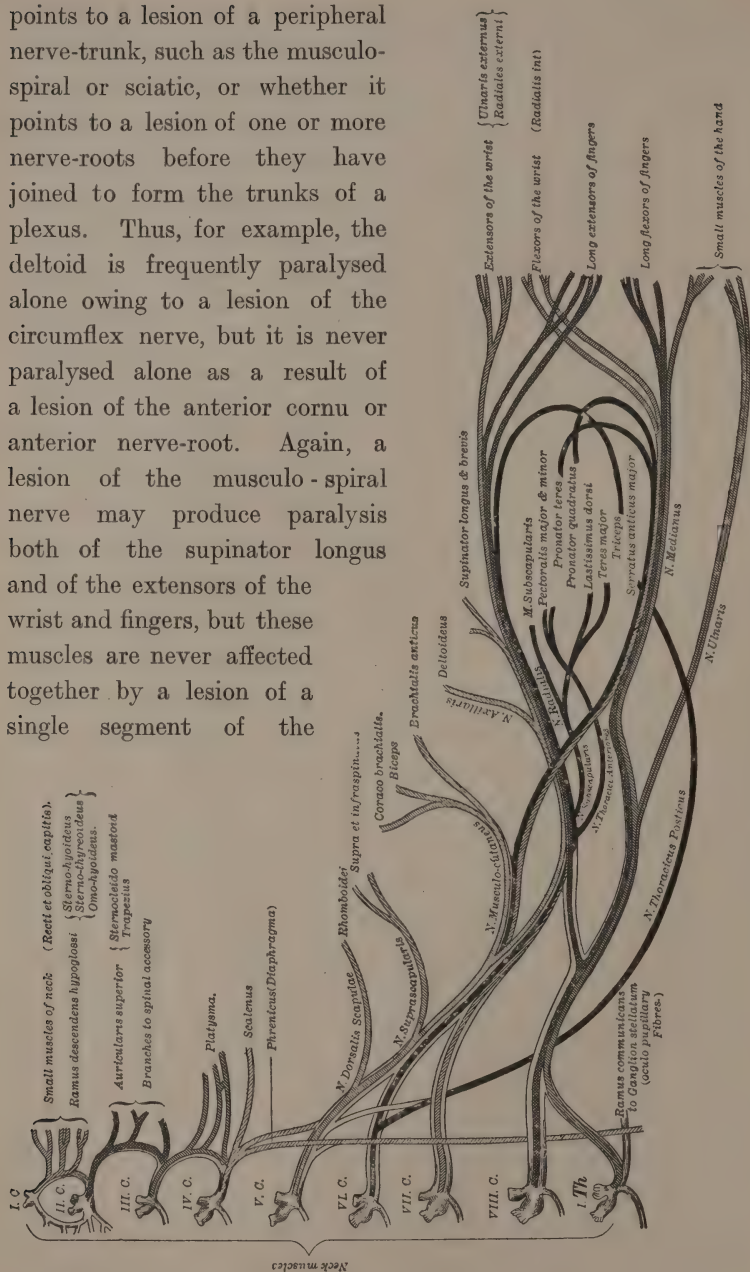 points to a lesion of a peripheral
nerve-trunk, such as the musculo-
spiral or sciatic, or whether it
points to a lesion of one or more
nerve-roots before they have
joined to form the trunks of a
plexus. Thus, for example, the
deltoid is frequently paralysed
alone owing to a lesion of the
circumflex nerve, but it is never
paralysed alone as a result of
a lesion of the anterior cornu or
anterior nerve-root. Again, a
lesion of the musculo-spiral
nerve may produce paralysis
both of the supinator longus
and of the extensors of the
wrist and fingers, but these
muscles are never affected
together by a lesion of a
single segment of the
I. C
II. C.
III. C.
IV. C.
V. C.
VI. C.
VII. C.
VIII. C.
I. Th
Neck muscles
Small muscles of neck (Recti et obliqui capitis).
Ramus descendens hypoglossi { Sterno-hyoideus
Sterno-thyreoideus
Omo-hyoideus. }
Auricularis superior
Branches to spinal accessory
{ Sternocleido mastoid
Trapezius
Platysma.
Scalenus
Phrenicus (Diaphragma)
N. Dorsalis Scapulae
Rhomboidei
N. Suprascapularis
Supra et infraspin......
Coraco brachialis.
Biceps
Brachialis anticus
N. Musculo-cutaneus
Deltoideus
N. Axillaris
Supinator longus & brevis
N. Radialis
M. Subscapularis
Pectoralis major & minor
Pronator teres
Pronator quadratus
Lastissimus dorsi
Teres major
Triceps
Serratus anticus major
N. Subscapularis
N. Thoracici Anteriores
N. Medianus
N. Ulnaris
N. Thoracicus Posticus
Extensors of the wrist { Ulnaris externus
Radiales externi }
Flexors of the wrist (Radialis int)
Long extensors of fingers
Long flexors of fingers
} Small muscles of the hand
Ramus communicans
to Ganglion stellatum
(oculo pupillary
Fibres.)